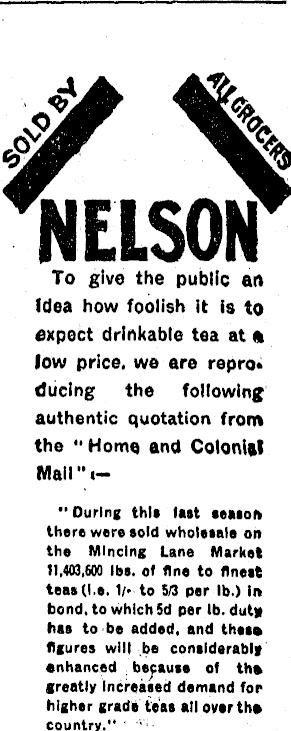 SOLD BY
ALL GROCERS
NELSON
To give the public an
Idea how foolish it is to
expect drinkable tea at a
low price, we are repro-
ducing the following
authentic quotation from
the "Home and Colonial
Mail" :—
"During this last season
there were sold wholesale on
the Mincing Lane Market
11,403,600 lbs. of fine to finest
teas (i.e. 1/- to 5/3 per lb.) in
bond, to which 5d per lb. duty
has to be added, and these
figures will be considerably
enhanced because of the
greatly increased demand for
higher grade teas all over the
country."